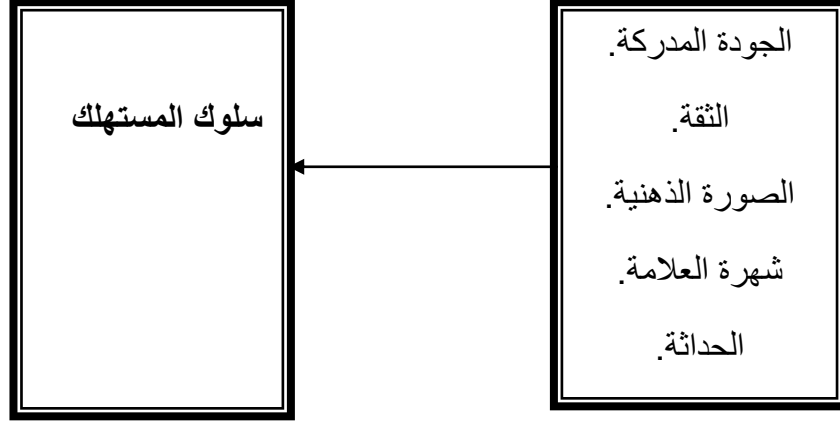 الجودة المدركة.
الثقة.
الصورة الذهنية.
شهرة العلامة.
الحداثة.
سلوك المستهلك